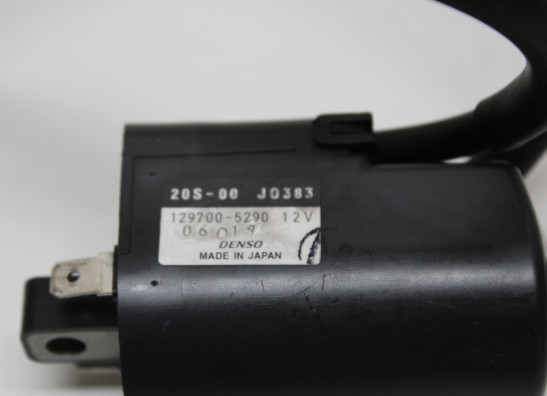 20S-00 J0383
129700-5290 12V
06019
DENSO
MADE IN JAPAN